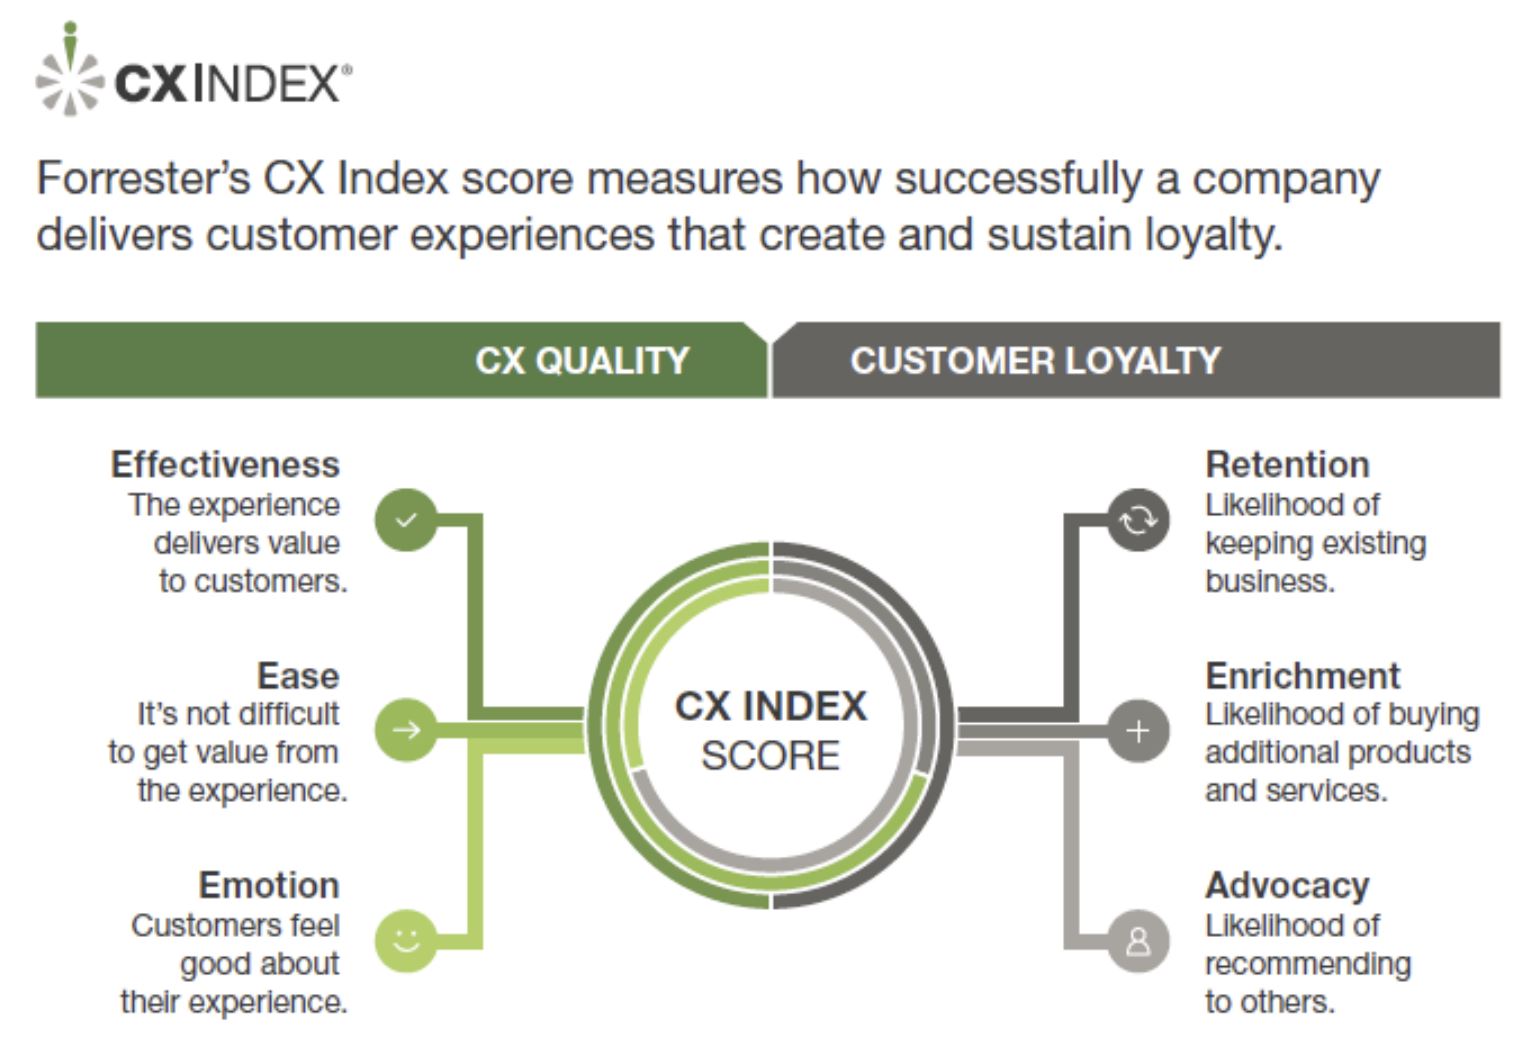 CX INDEX®
Forrester’s CX Index score measures how successfully a company
delivers customer experiences that create and sustain loyalty.
CX QUALITY
CUSTOMER LOYALTY
Effectiveness
The experience
delivers value
to customers.
Ease
It’s not difficult
to get value from
the experience.
Emotion
Customers feel
good about
their experience.
CX INDEX
SCORE
Retention
Likelihood of
keeping existing
business.
Enrichment
Likelihood of buying
additional products
and services.
Advocacy
Likelihood of
recommending
to others.